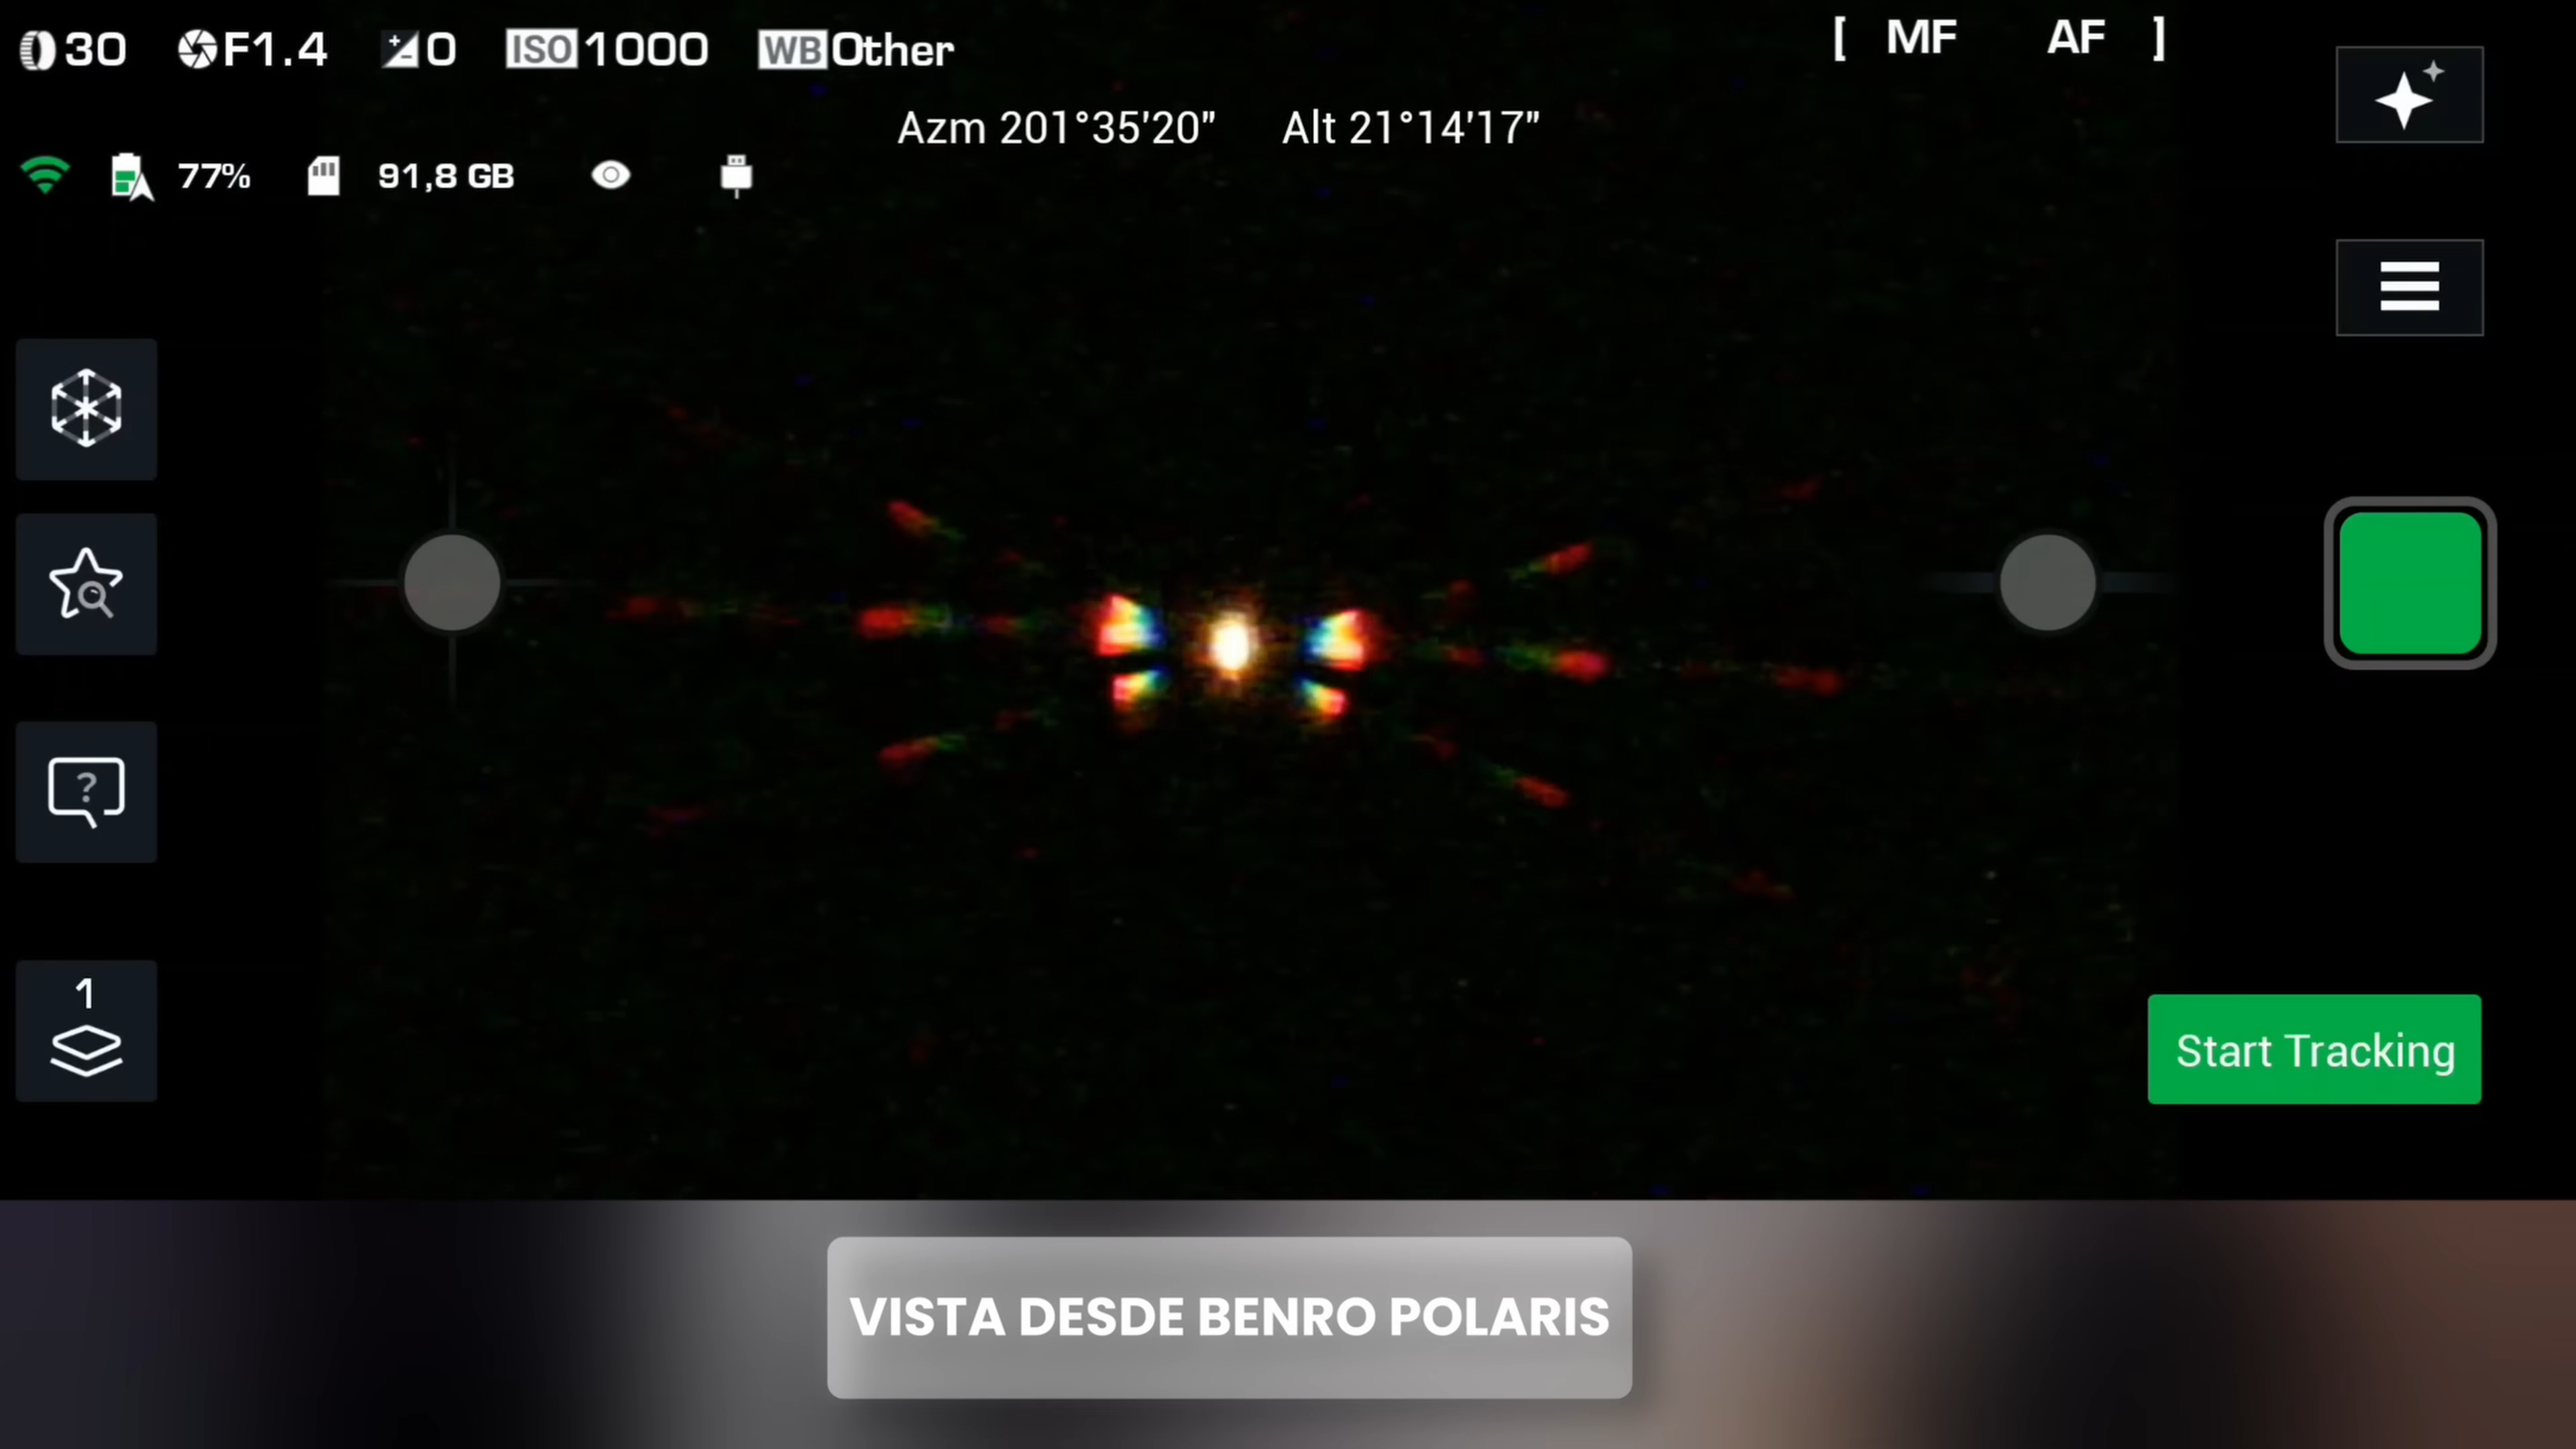 30 F1.4 0 ISO 1000 WB Other [ MF AF ]
Azm 201°35'20" Alt 21°14'17"
77% 91,8 GB
?
1
Start Tracking
VISTA DESDE BENRO POLARIS